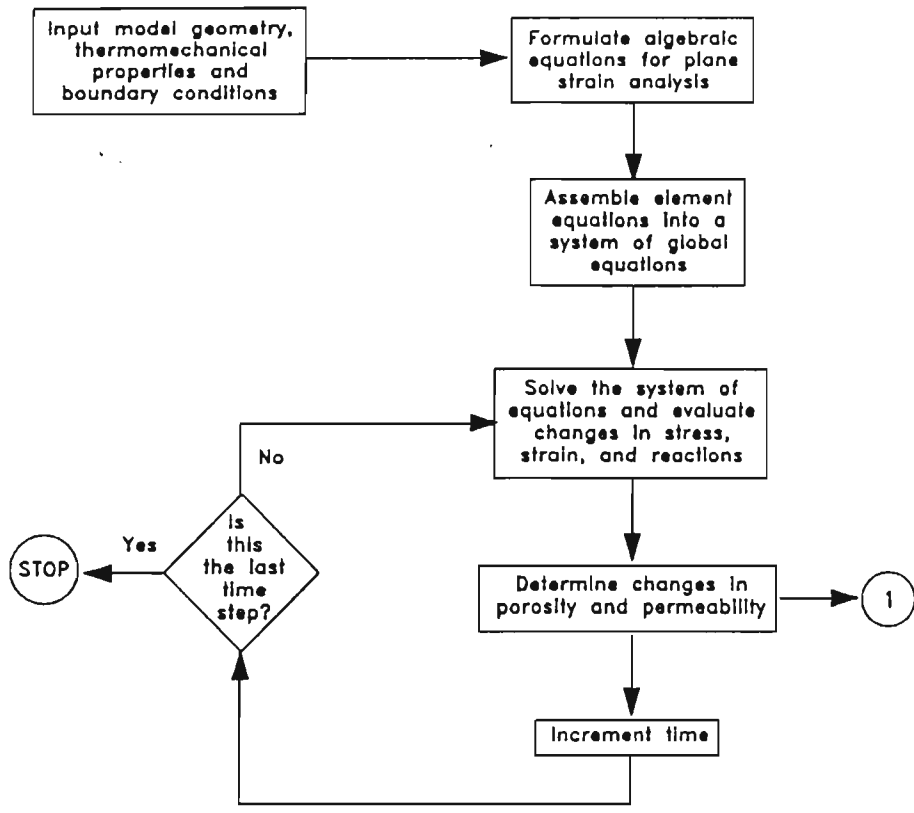 Input model geometry,
thermomechanical
properties and
boundary conditions
Formulate algebraic
equations for plane
strain analysis
Assemble element
equations into a
system of global
equations
Solve the system of
equations and evaluate
changes in stress,
strain, and reactions
No
Is
this
the last
time
step?
Yes
STOP
Determine changes in
porosity and permeability
1
Increment time